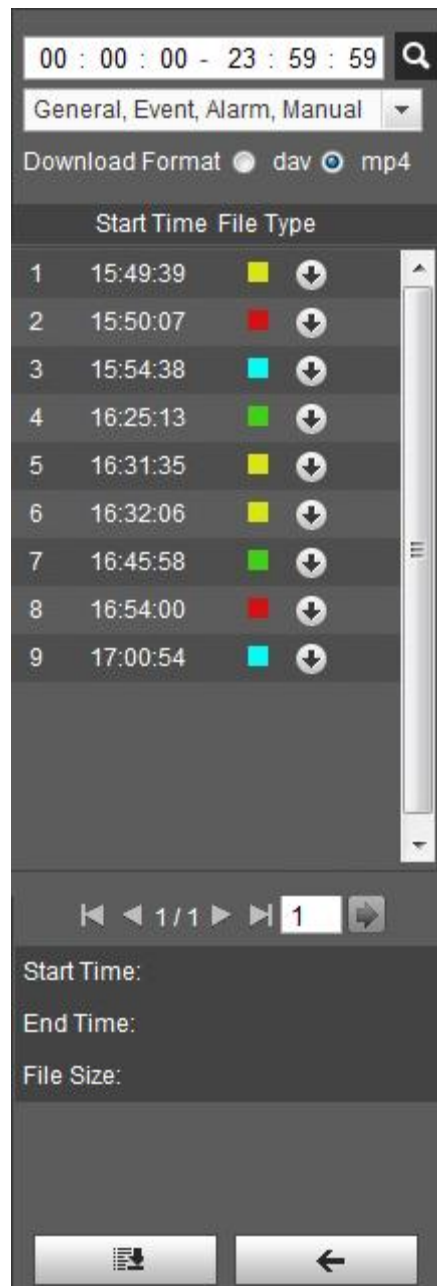 00 : 00 : 00 - 23 : 59 : 59
General, Event, Alarm, Manual
Download Format dav mp4
Start Time File Type
1 15:49:39
2 15:50:07
3 15:54:38
4 16:25:13
5 16:31:35
6 16:32:06
7 16:45:58
8 16:54:00
9 17:00:54
1 / 1 1
Start Time:
End Time:
File Size: